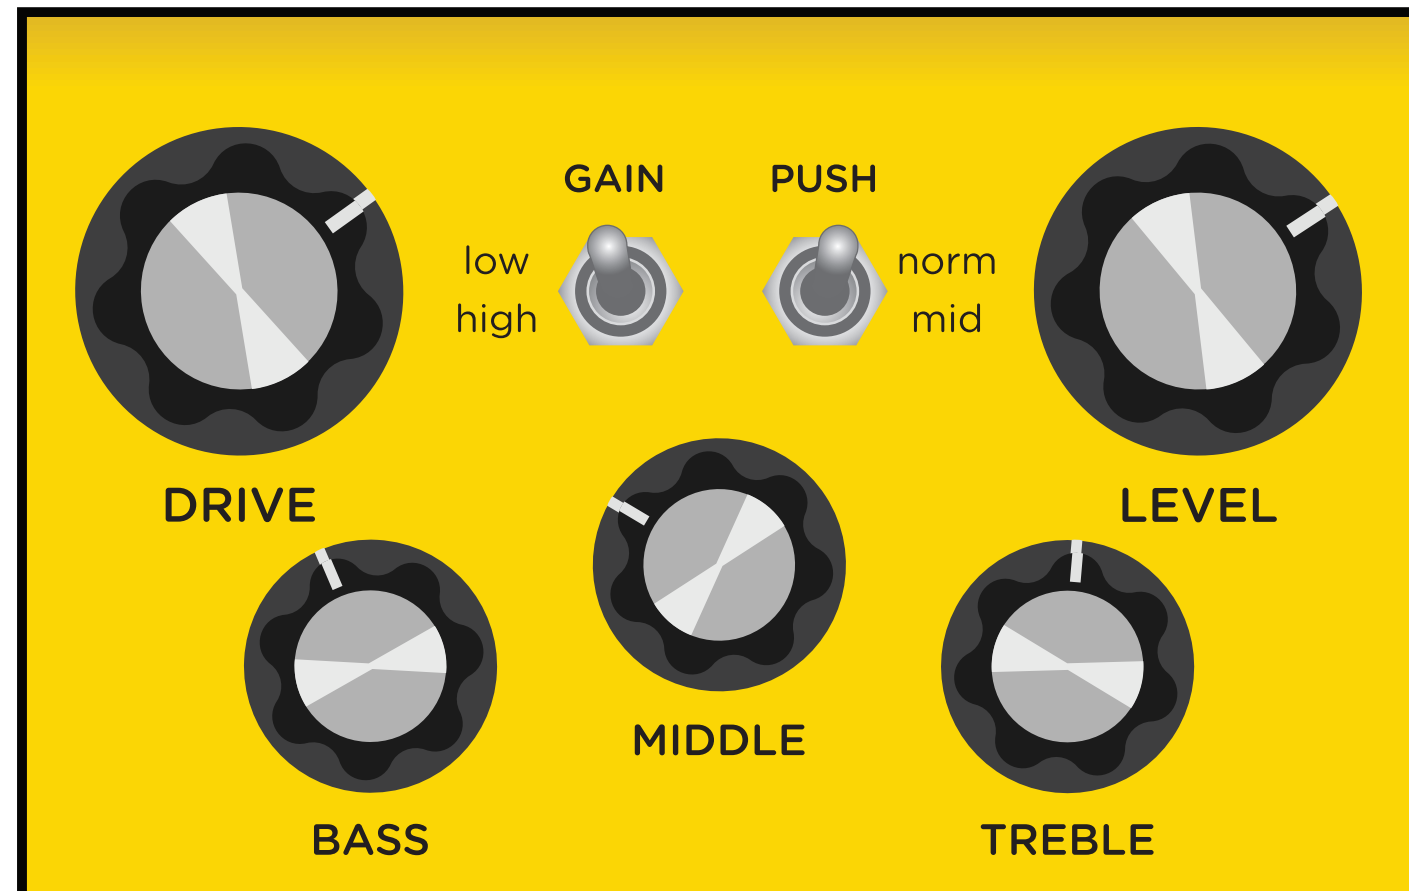 GAIN
PUSH
low
high
norm
mid
DRIVE
LEVEL
MIDDLE
BASS
TREBLE